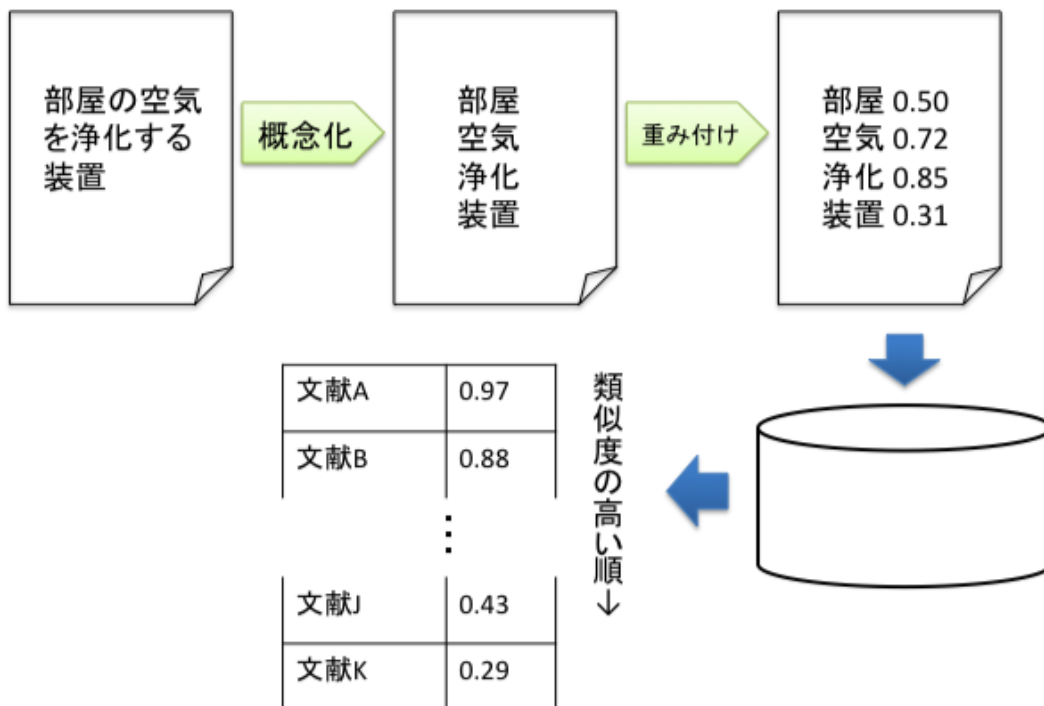 部屋の空気
を浄化する
装置
概念化
部屋
空気
浄化
装置
重み付け
部屋 0.50
空気 0.72
浄化 0.85
装置 0.31
文献A 0.97
文献B 0.88
⋮
文献J 0.43
文献K 0.29
類似度の高い順→